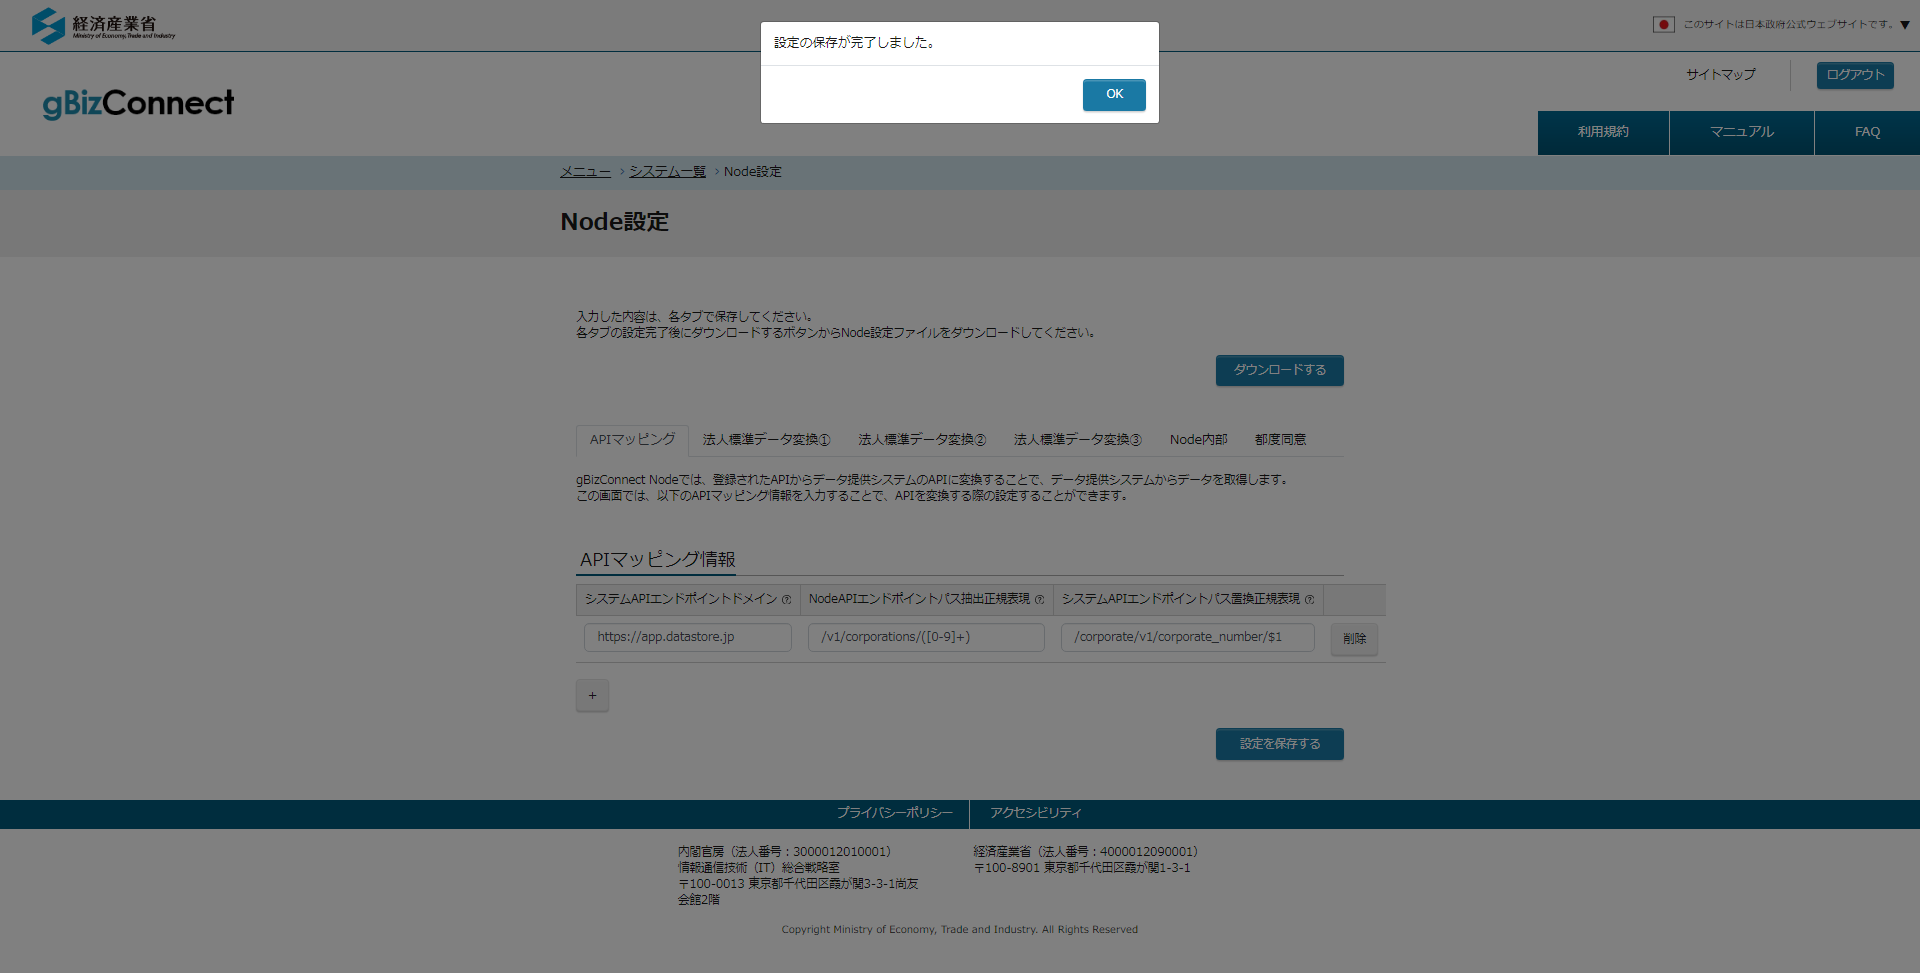 経済産業省
Ministry of Economy, Trade and Industry
このサイトは日本政府公式ウェブサイトです。▼
設定の保存が完了しました。
OK
サイトマップ
ログアウト
gBizConnect
利用規約
マニュアル
FAQ
メニュー > システム一覧 > Node設定
Node設定
入力した内容は、各タブで保存してください。
各タブの設定完了後にダウンロードするボタンからNode設定ファイルをダウンロードしてください。
ダウンロードする
APIマッピング 法人標準データ変換① 法人標準データ変換② 法人標準データ変換③ Node内部 都度同意
gBizConnect Nodeでは、登録されたAPIからデータ提供システムのAPIに変換することで、データ提供システムからデータを取得します。
この画面では、以下のAPIマッピング情報を入力することで、APIを変換する際の設定することができます。
APIマッピング情報
システムAPIエンドポイントドメイン ? NodeAPIエンドポイントパス抽出正規表現 ? システムAPIエンドポイントパス置換正規表現 ?
https://app.datastore.jp /v1/corporations/([0-9]+) /corporate/v1/corporate_number/$1 削除
+
設定を保存する
プライバシーポリシー アクセシビリティ
内閣官房（法人番号：3000012010001）
情報通信技術（IT）総合戦略室
〒100-0013 東京都千代田区霞が関3-3-1尚友
会館2階
経済産業省（法人番号：4000012090001）
〒100-8901 東京都千代田区霞が関1-3-1
Copyright Ministry of Economy, Trade and Industry. All Rights Reserved